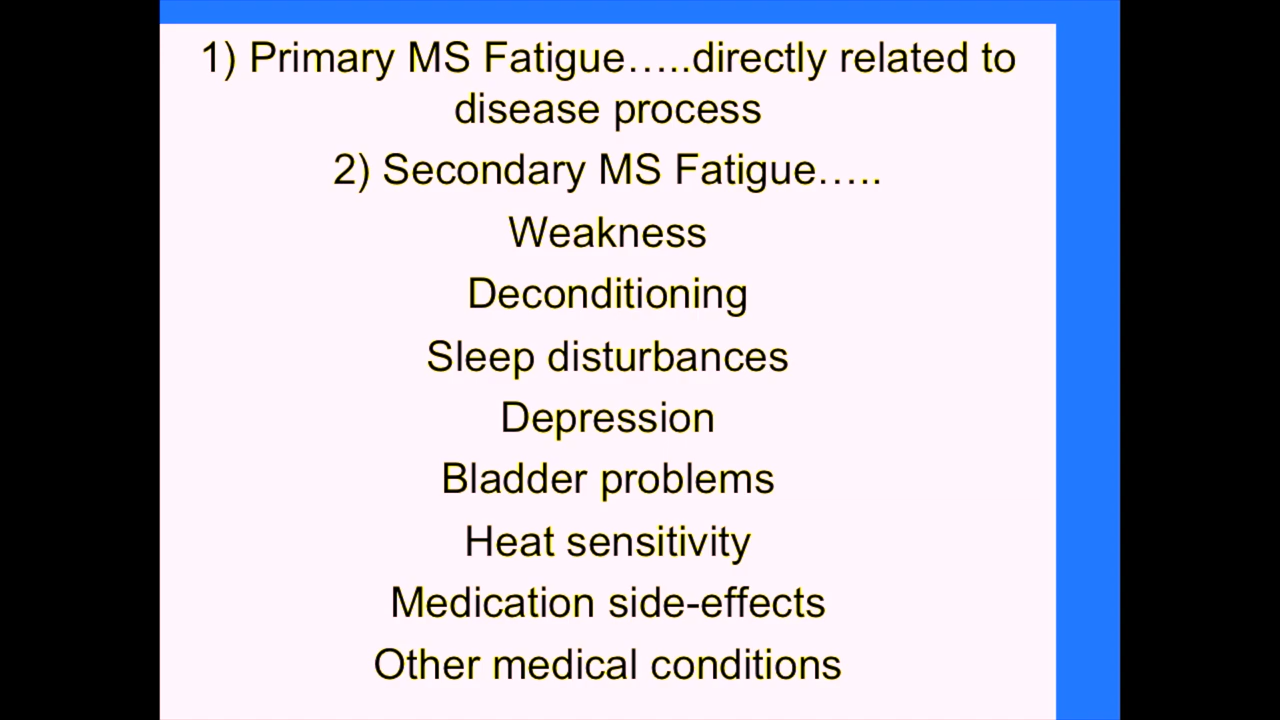 1) Primary MS Fatigue…..directly related to
disease process
2) Secondary MS Fatigue…..
Weakness
Deconditioning
Sleep disturbances
Depression
Bladder problems
Heat sensitivity
Medication side-effects
Other medical conditions